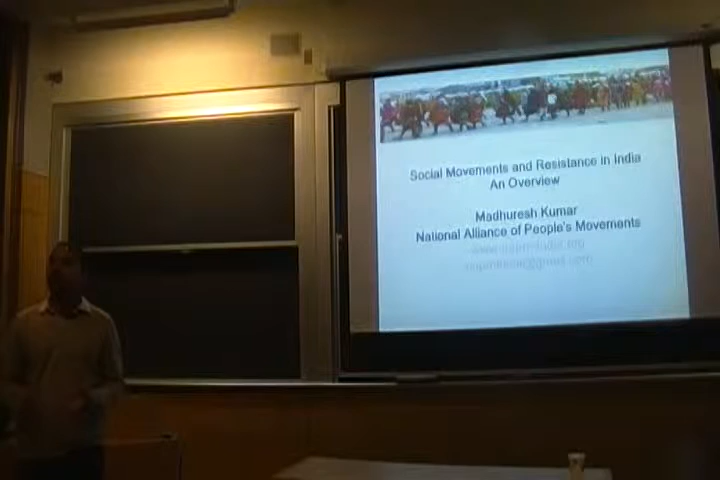 Social Movements and Resistance in India
An Overview
Madhuresh Kumar
National Alliance of People's Movements